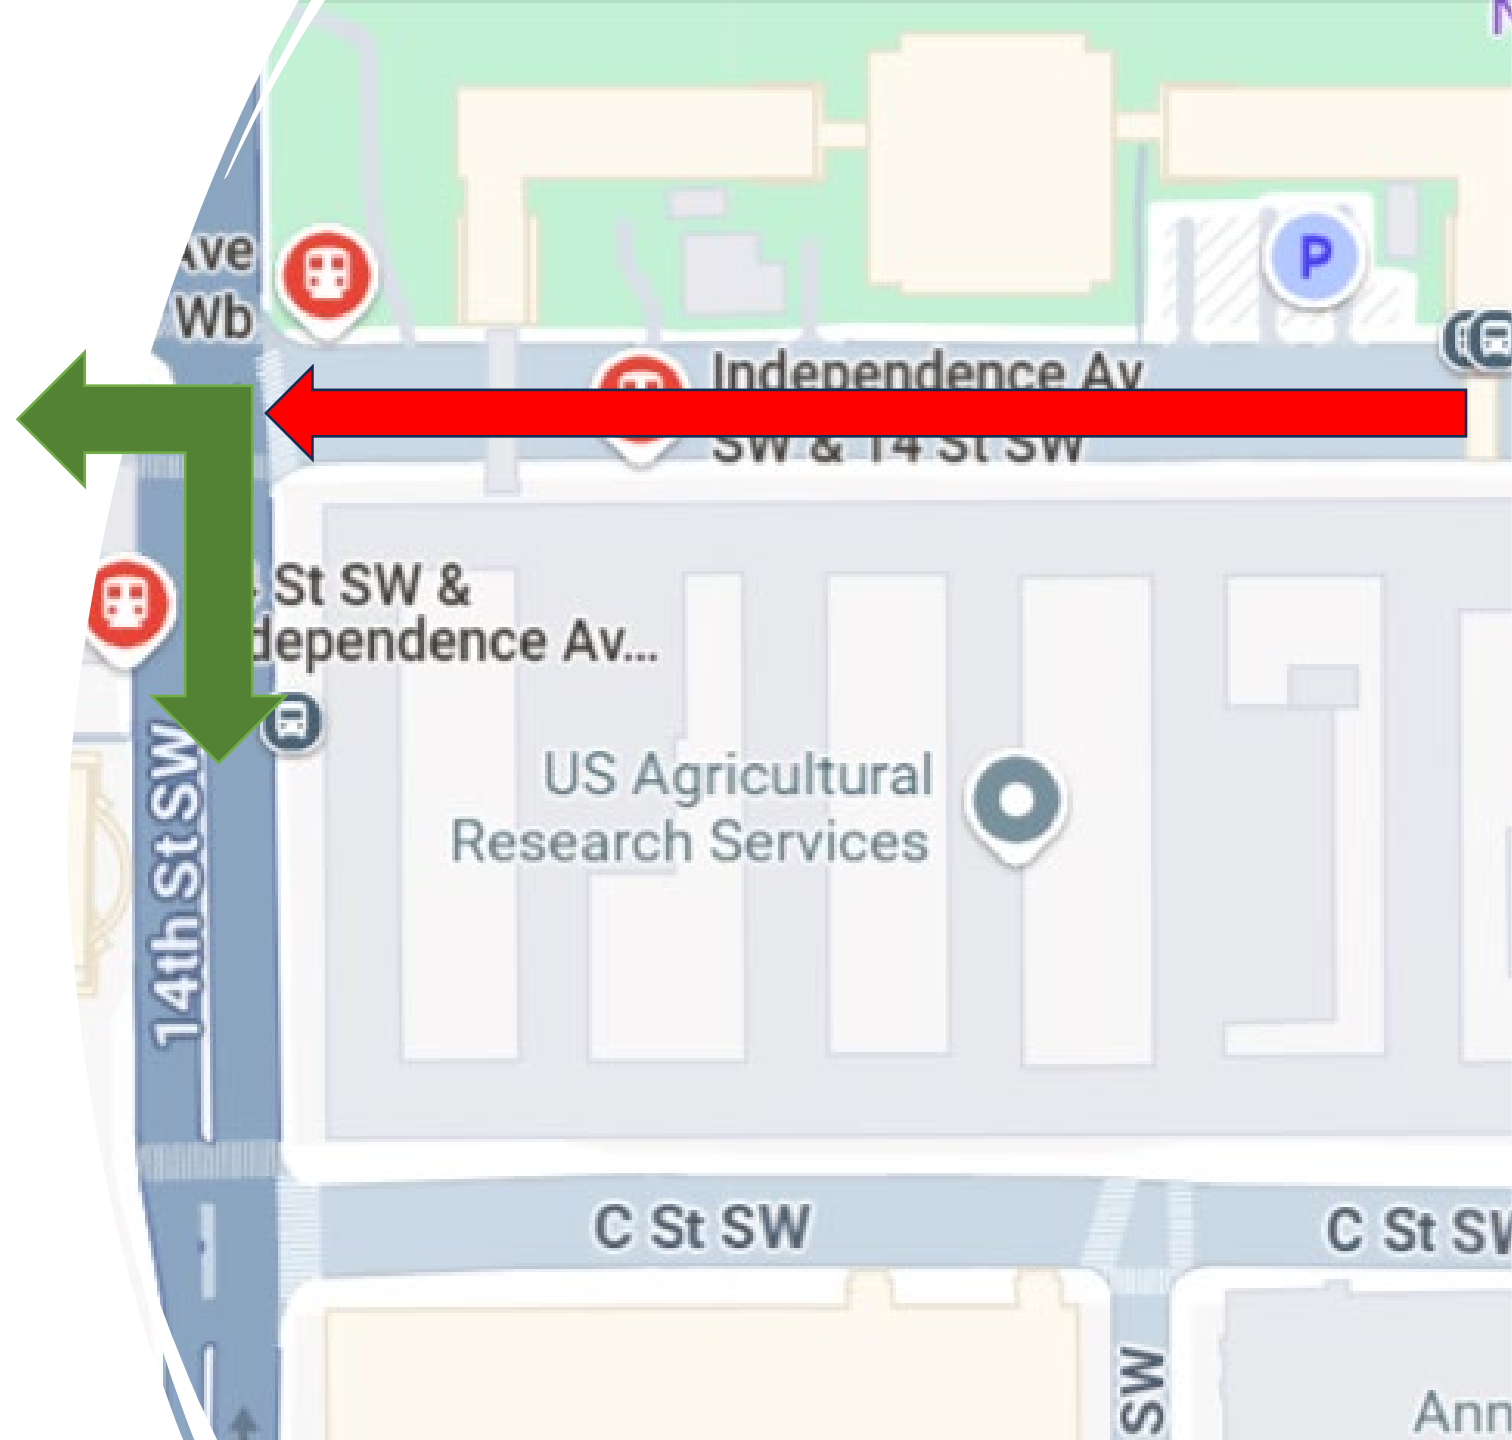 Ave
Wb
P
Independence Av
SW & 14 St SW
St SW &
dependence Av...
14th St SW
US Agricultural
Research Services
C St SW
C St SW
SW
Ann